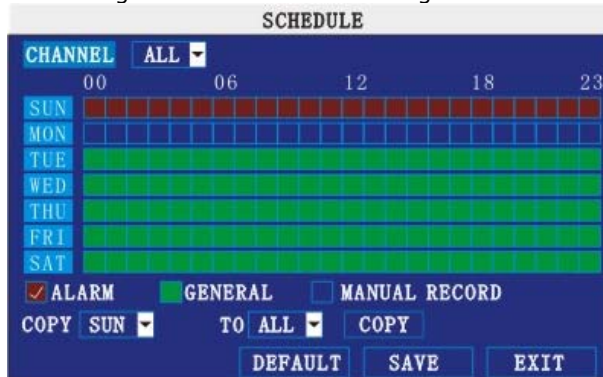 SCHEDULE
CHANNEL ALL
00 06 12 18 23
SUN
MON
TUE
WED
THU
FRI
SAT
ALARM GENERAL MANUAL RECORD
COPY SUN TO ALL COPY
DEFAULT SAVE EXIT